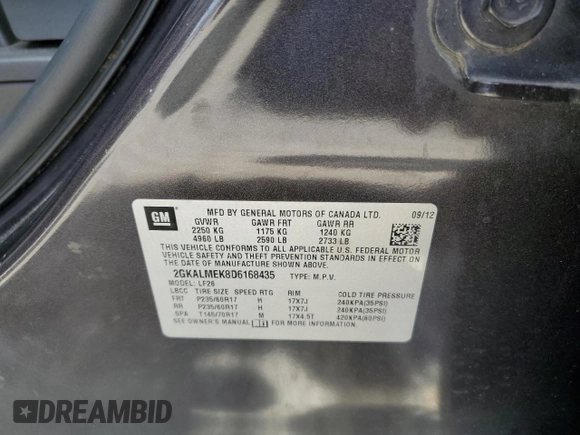 GM
MFD BY GENERAL MOTORS OF CANADA LTD. 09/12
GVWR GAWR FRT GAWR RR
2250 KG 1175 KG 1240 KG
4960 LB 2590 LB 2733 LB
THIS VEHICLE CONFORMS TO ALL APPLICABLE U.S. FEDERAL MOTOR
VEHICLE SAFETY AND THEFT PREVENTION STANDARDS IN EFFECT ON
THE DATE OF MANUFACTURE SHOWN ABOVE.
2GKALMEK8D6168435 TYPE: M.P.V.
MODEL: LF26
LBCC TIRE SIZE SPEED RTG RIM COLD TIRE PRESSURE
FRT P235/60R17 H 17X7J 240KPA(35PSI)
RR P235/60R17 H 17X7J 240KPA(35PSI)
SPA T145/70R17 M 17X4.5T 420KPA(60PSI)
SEE OWNER'S MANUAL FOR MORE INFORMATION.
DREAMBID